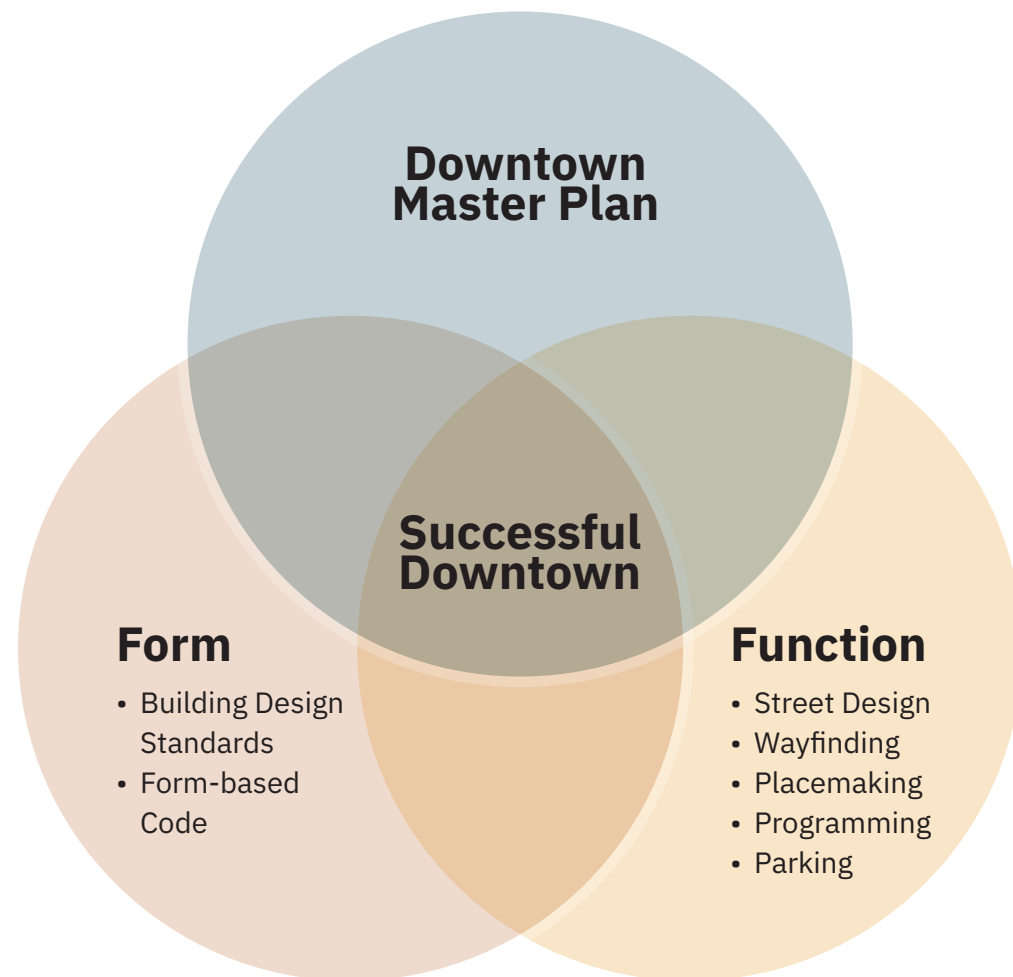 Downtown
Master Plan
Successful
Downtown
Form
• Building Design
Standards
• Form-based
Code
Function
• Street Design
• Wayfinding
• Placemaking
• Programming
• Parking